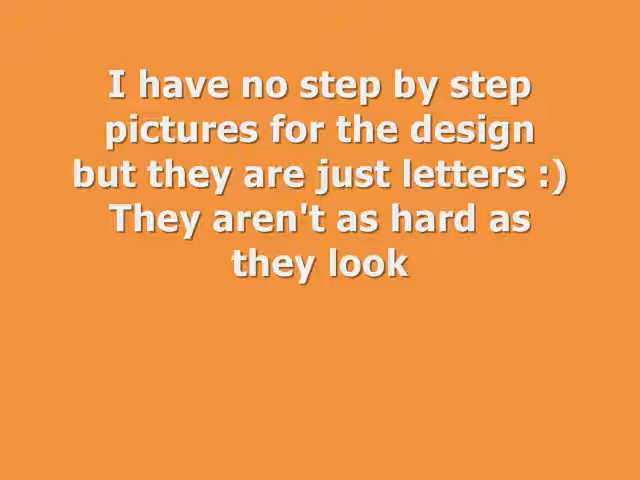 I have no step by step
pictures for the design
but they are just letters :)
They aren't as hard as
they look